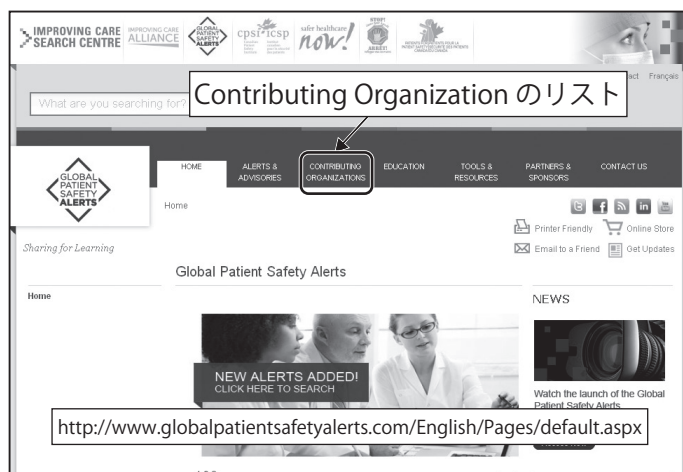 IMPROVING CARE
SEARCH CENTRE
IMPROVING CARE
ALLIANCE
GLOBAL
PATIENT
SAFETY
ALERTS
cpsi icsp
safer healthcare
now!
STOP!
What are you searching for?
Contributing Organization のリスト
act Français
GLOBAL
PATIENT
SAFETY
ALERTS
HOME
ALERTS &
ADVISORIES
CONTRIBUTING
ORGANIZATIONS
EDUCATION
TOOLS &
RESOURCES
PARTNERS &
SPONSORS
CONTACT US
Home
Printer Friendly Online Store
Email to a Friend Get Updates
Sharing for Learning
Global Patient Safety Alerts
Home
NEWS
NEW ALERTS ADDED!
CLICK HERE TO SEARCH
Watch the launch of the Global
Patient Safety Alerts
http://www.globalpatientsafetyalerts.com/English/Pages/default.aspx